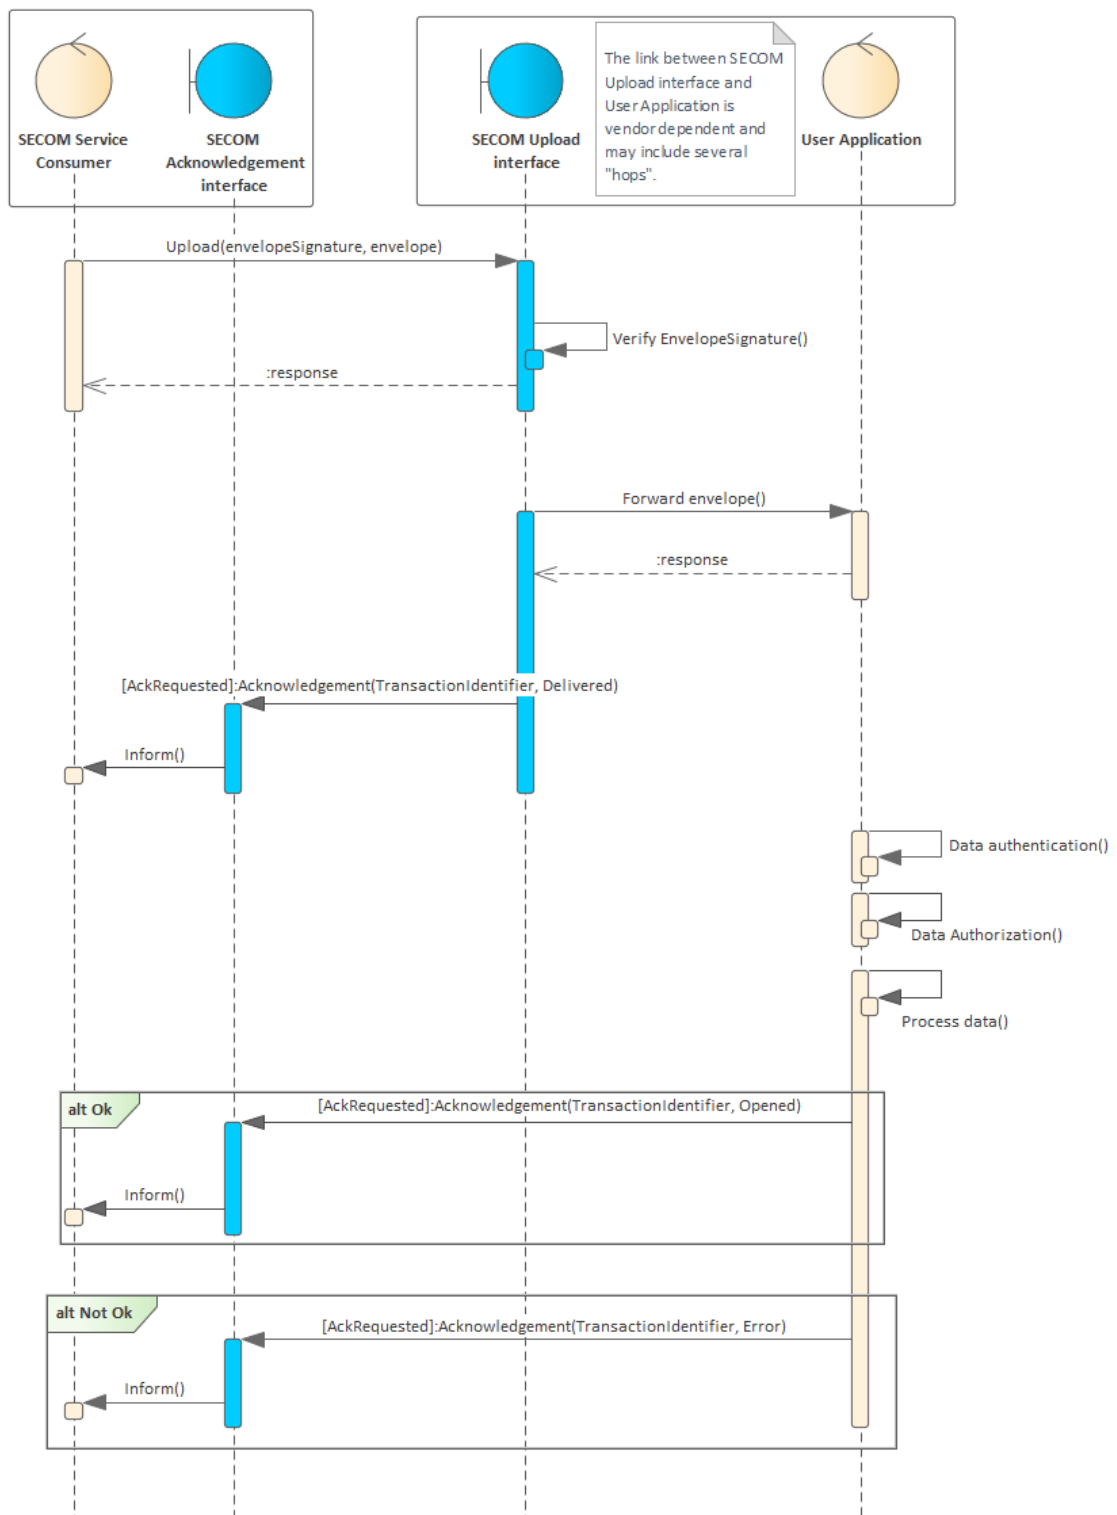 SECOM Service
Consumer
SECOM
Acknowledgement
interface
SECOM Upload
interface
The link between SECOM
Upload interface and
User Application is
vendor dependent and
may include several
"hops".
User Application
Upload(envelopeSignature, envelope)
Verify EnvelopeSignature()
:response
Forward envelope()
:response
[AckRequested]:Acknowledgement(TransactionIdentifier, Delivered)
Inform()
Data authentication()
Data Authorization()
Process data()
alt Ok
[AckRequested]:Acknowledgement(TransactionIdentifier, Opened)
Inform()
alt Not Ok
[AckRequested]:Acknowledgement(TransactionIdentifier, Error)
Inform()